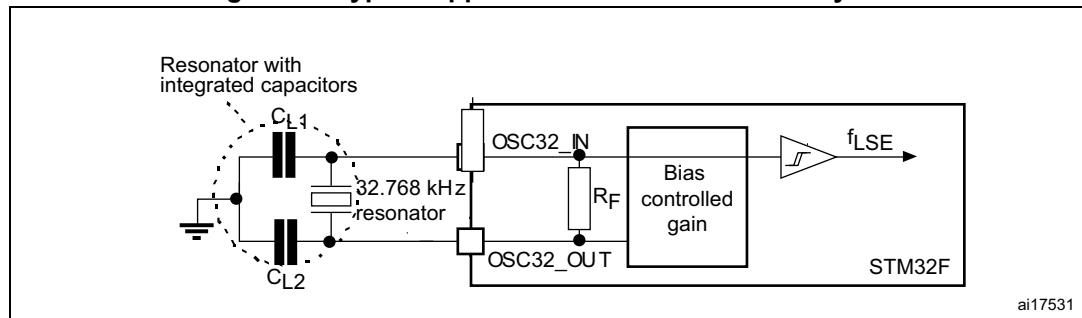 Resonator with
integrated capacitors
CL1
OSC32_IN
fLSE
32.768 kHz
resonator
RF
Bias
controlled
gain
OSC32_OUT
STM32F
CL2
ai17531